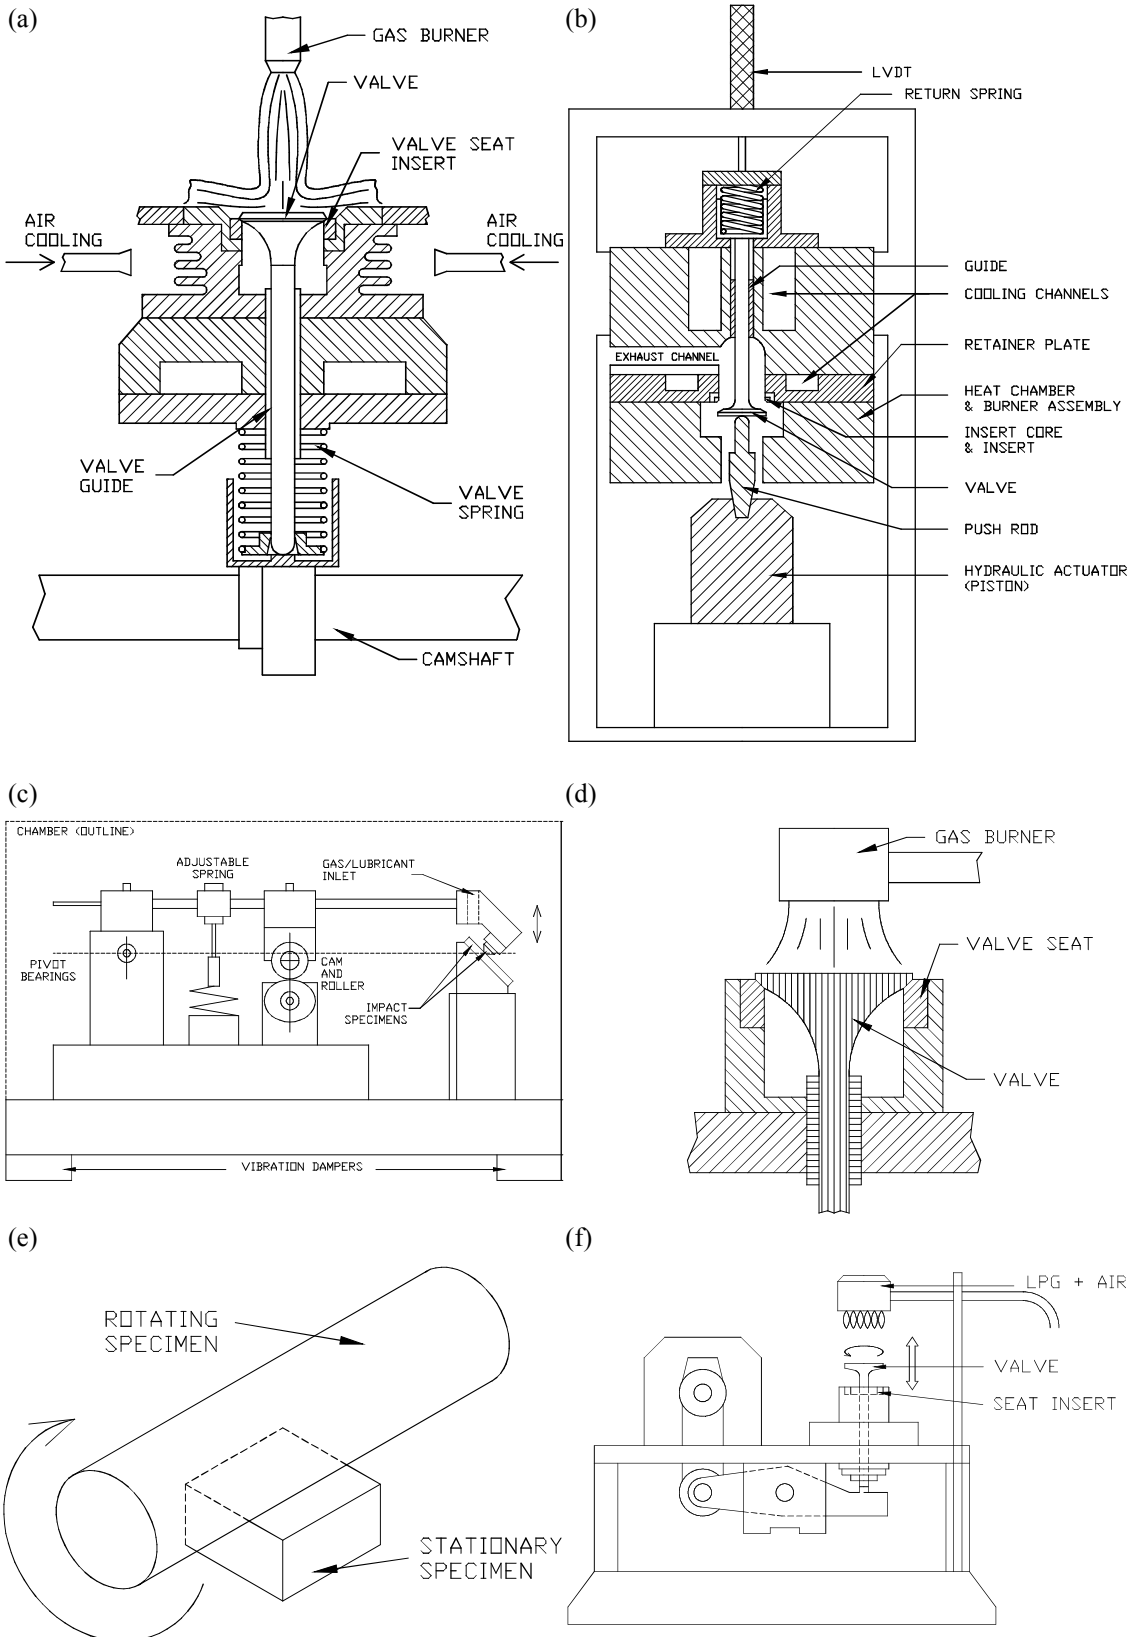 (a)
GAS BURNER
VALVE
VALVE SEAT
INSERT
AIR
COOLING
AIR
COOLING
VALVE
GUIDE
VALVE
SPRING
CAMSHAFT
(b)
LVDT
RETURN SPRING
GUIDE
COOLING CHANNELS
EXHAUST CHANNEL
RETAINER PLATE
HEAT CHAMBER
& BURNER ASSEMBLY
INSERT CORE
& INSERT
VALVE
PUSH ROD
HYDRAULIC ACTUATOR
(PISTON)
(c)
CHAMBER (OUTLINE)
ADJUSTABLE
SPRING
GAS/LUBRICANT
INLET
PIVOT
BEARINGS
CAM
AND
ROLLER
IMPACT
SPECIMENS
VIBRATION DAMPERS
(d)
GAS BURNER
VALVE SEAT
VALVE
(e)
ROTATING
SPECIMEN
STATIONARY
SPECIMEN
(f)
LPG + AIR
VALVE
SEAT INSERT